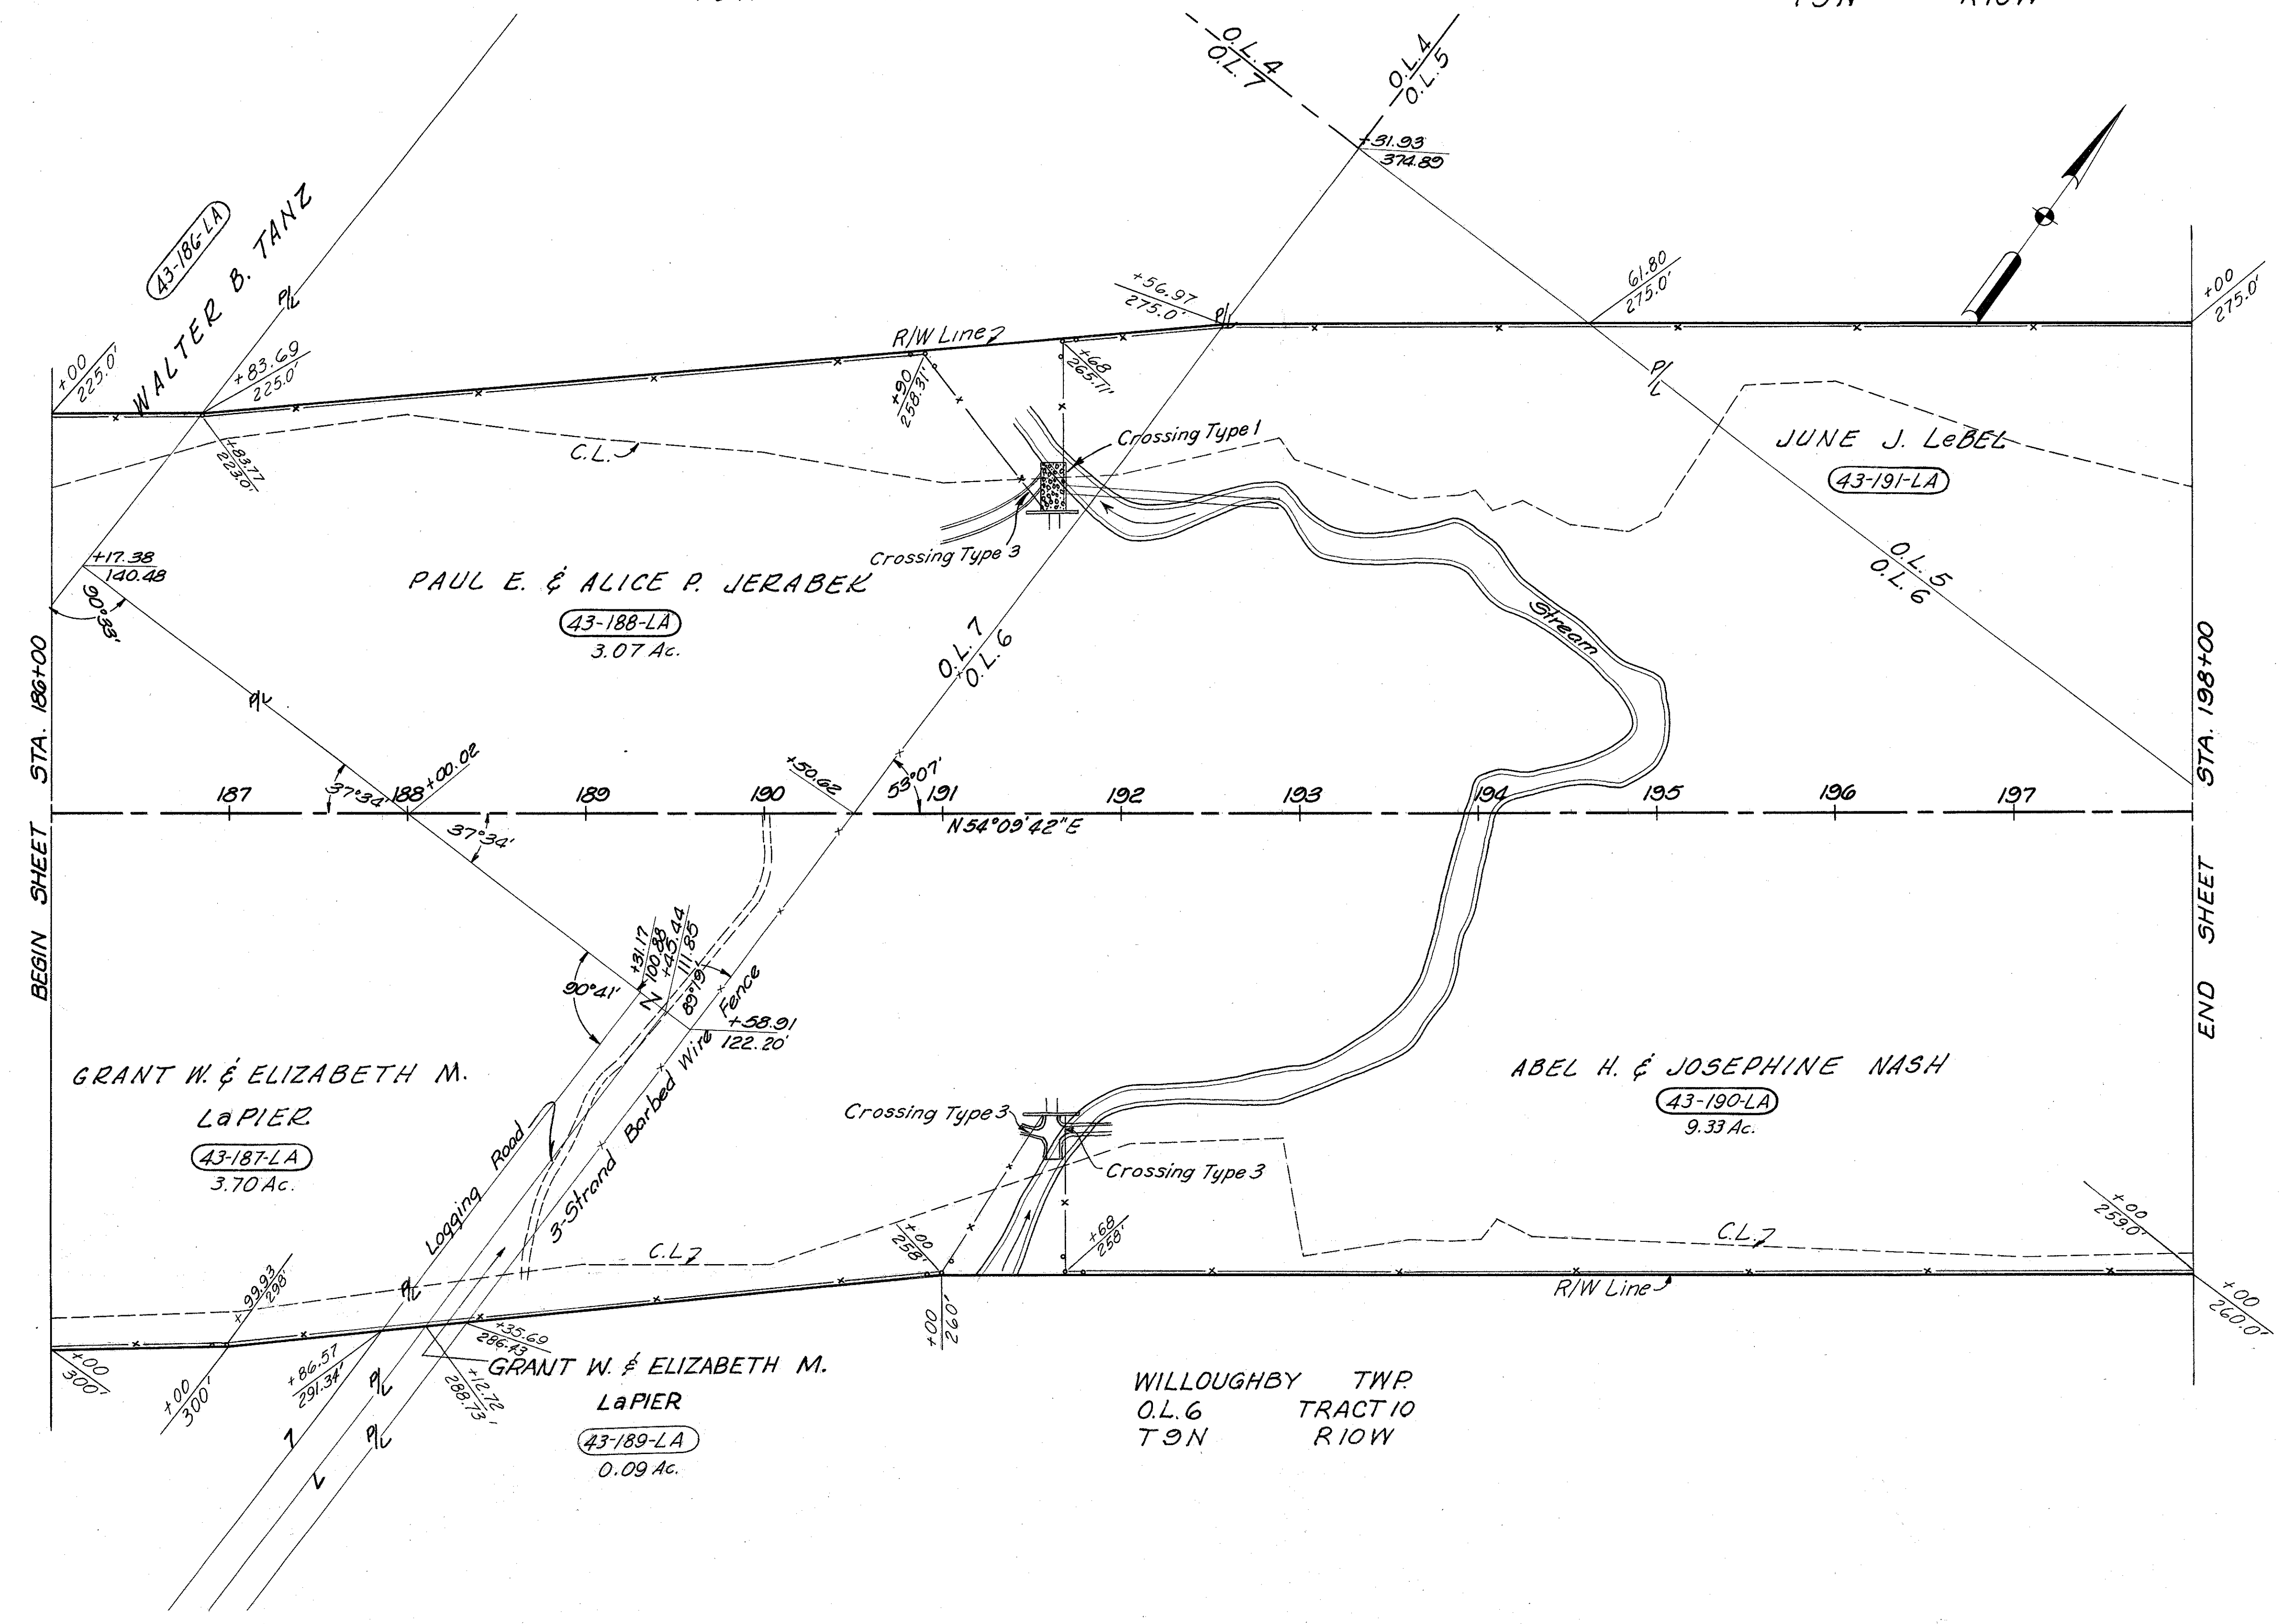 T9N R10W
O.L. 4
O.L. 7
O.L. 4
O.L. 5
+31.93
374.89
43-186-LA
WALTER B. TANZ
P/L
+00
225.0'
+83.69
225.0'
+83.77
223.0'
R/W Line
+90
258.31'
+68
265.11'
+56.97
275.0'
P/L
61.80
275.0'
+00
275.0'
P/L
C.L.
Crossing Type 1
Crossing Type 3
JUNE J. LeBEL
43-191-LA
+17.38
140.48
90°33'
PAUL E. & ALICE P. JERABEK
43-188-LA
3.07 Ac.
O.L. 7
O.L. 6
Stream
O.L. 5
O.L. 6
P/L
BEGIN SHEET STA. 186+00
END SHEET STA. 198+00
187 188 189 190 191 192 193 194 195 196 197
37°34'
+00.02
+50.62
53°07'
N54°09'42"E
37°34'
+31.17
100.88
+45.44
111.85
89°19'
N
90°41'
+58.91
122.20'
3-Strand Barbed Wire Fence
Logging Road
GRANT W. & ELIZABETH M.
LaPIER
43-187-LA
3.70 Ac.
Crossing Type 3
Crossing Type 3
ABEL H. & JOSEPHINE NASH
43-190-LA
9.33 Ac.
C.L.
C.L.
P/L
99.93
298'
+00
258'
+68
258'
+00
259.0'
R/W Line
+00
260.0'
+00
300'
+00
300'
+86.57
291.34'
+35.69
286.43
+12.72
288.73'
+00
260'
P/L
P/L
GRANT W. & ELIZABETH M.
LaPIER
43-189-LA
0.09 Ac.
WILLOUGHBY TWP.
O.L. 6 TRACT 10
T9N R10W